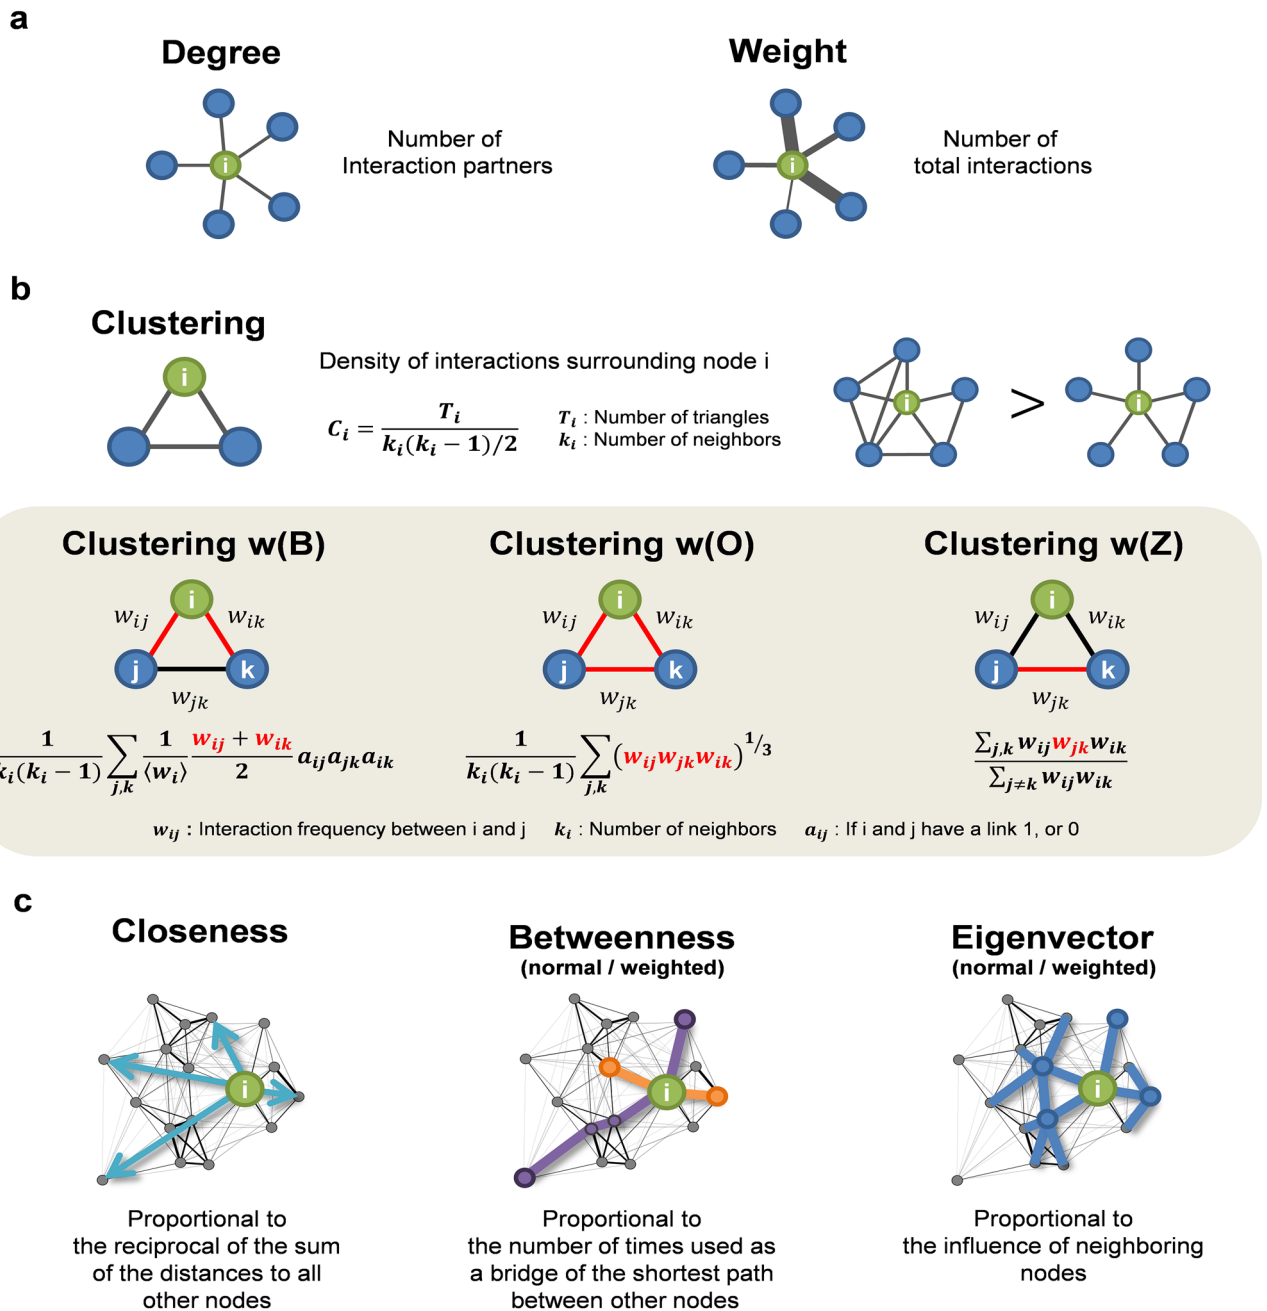 a
Degree
i
Number of
Interaction partners
Weight
i
Number of
total interactions
b
Clustering
i
Density of interactions surrounding node i
C_i = T_i / k_i(k_i − 1)/2
T_i : Number of triangles
k_i : Number of neighbors
i
>
i
Clustering w(B)
i
w_ij
w_ik
j
k
w_jk
1 / k_i(k_i − 1) ∑_{j,k} 1/⟨w_i⟩ (w_ij + w_ik)/2 a_ij a_jk a_ik
Clustering w(O)
i
w_ij
w_ik
j
k
w_jk
1 / k_i(k_i − 1) ∑_{j,k} (w_ij w_jk w_ik)^{1/3}
Clustering w(Z)
i
w_ij
w_ik
j
k
w_jk
∑_{j,k} w_ij w_jk w_ik / ∑_{j≠k} w_ij w_ik
w_ij : Interaction frequency between i and j
k_i : Number of neighbors
a_ij : If i and j have a link 1, or 0
c
Closeness
i
Proportional to
the reciprocal of the sum
of the distances to all
other nodes
Betweenness
(normal / weighted)
i
Proportional to
the number of times used as
a bridge of the shortest path
between other nodes
Eigenvector
(normal / weighted)
i
Proportional to
the influence of neighboring
nodes